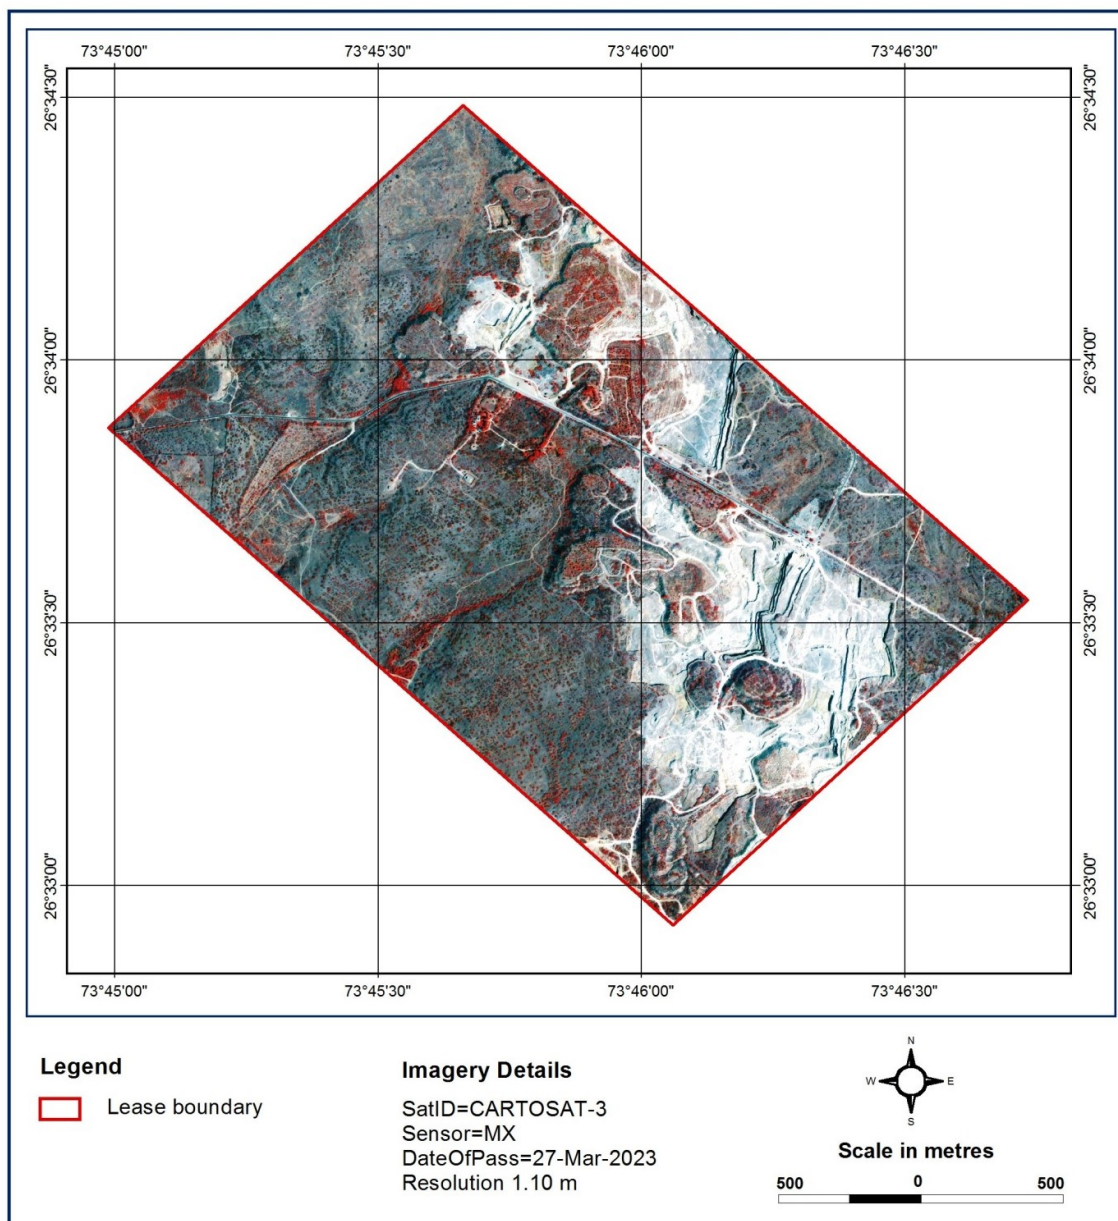 73°45'00" 73°45'30" 73°46'00" 73°46'30"
26°34'30" 26°34'30"
26°34'00" 26°34'00"
26°33'30" 26°33'30"
26°33'00" 26°33'00"
73°45'00" 73°45'30" 73°46'00" 73°46'30"
Legend
Lease boundary
Imagery Details
SatID=CARTOSAT-3
Sensor=MX
DateOfPass=27-Mar-2023
Resolution 1.10 m
N
W E
S
Scale in metres
500 0 500